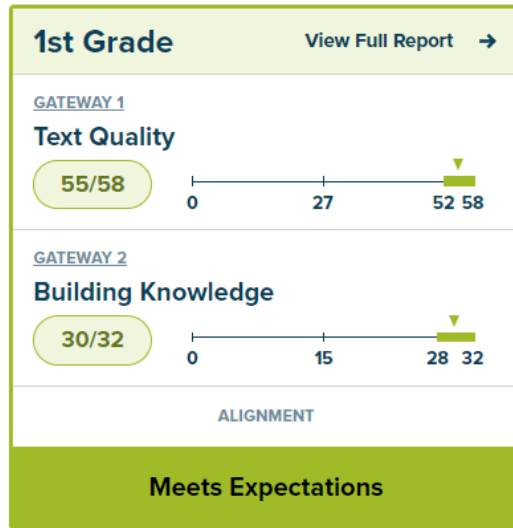 1st Grade View Full Report →
GATEWAY 1
Text Quality
55/58
0 27 52 58
GATEWAY 2
Building Knowledge
30/32
0 15 28 32
ALIGNMENT
Meets Expectations